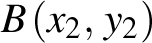 B(x₂, y₂)